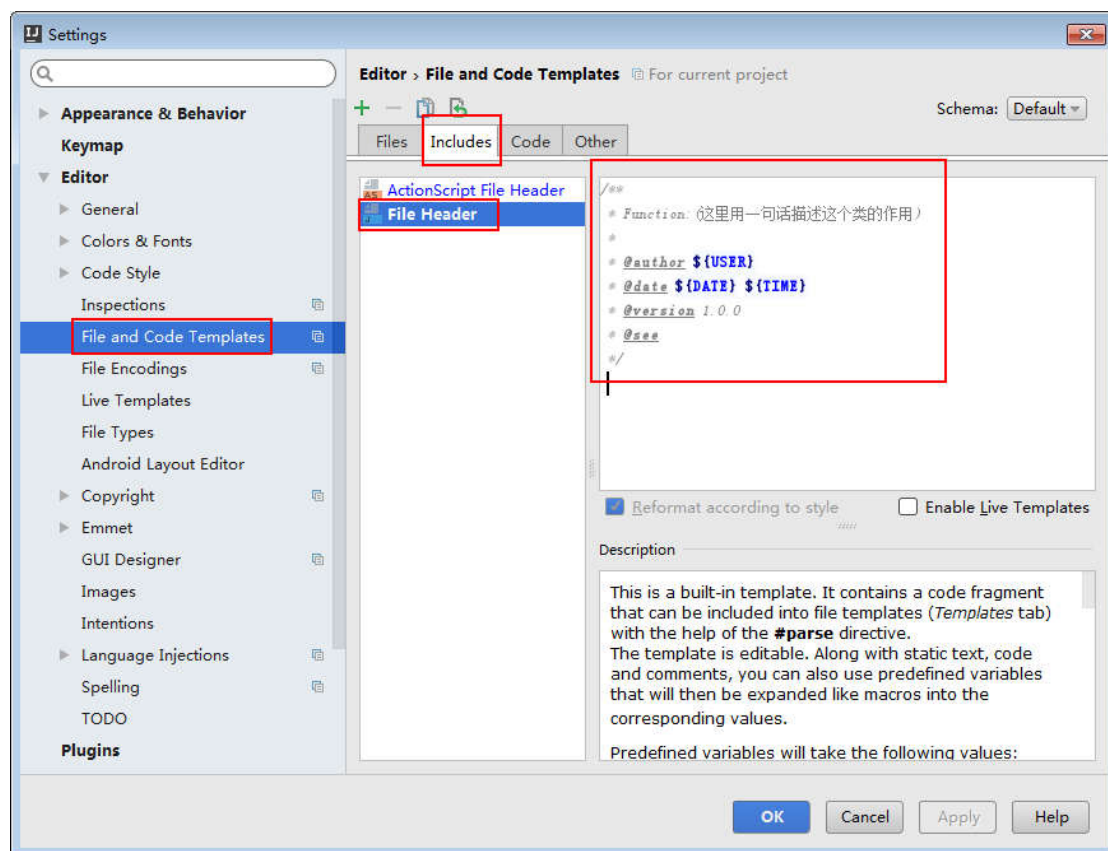 Settings
Editor › File and Code Templates For current project
Schema: Default
Files Includes Code Other
Appearance & Behavior
Keymap
Editor
General
Colors & Fonts
Code Style
Inspections
File and Code Templates
File Encodings
Live Templates
File Types
Android Layout Editor
Copyright
Emmet
GUI Designer
Images
Intentions
Language Injections
Spelling
TODO
Plugins
ActionScript File Header
File Header
/**
* Function:（这里用一句话描述这个类的作用）
*
* @author ${USER}
* @date ${DATE} ${TIME}
* @version 1.0.0
* @see
*/
Reformat according to style Enable Live Templates
Description
This is a built-in template. It contains a code fragment
that can be included into file templates (Templates tab)
with the help of the #parse directive.
The template is editable. Along with static text, code
and comments, you can also use predefined variables
that will then be expanded like macros into the
corresponding values.
Predefined variables will take the following values:
OK Cancel Apply Help